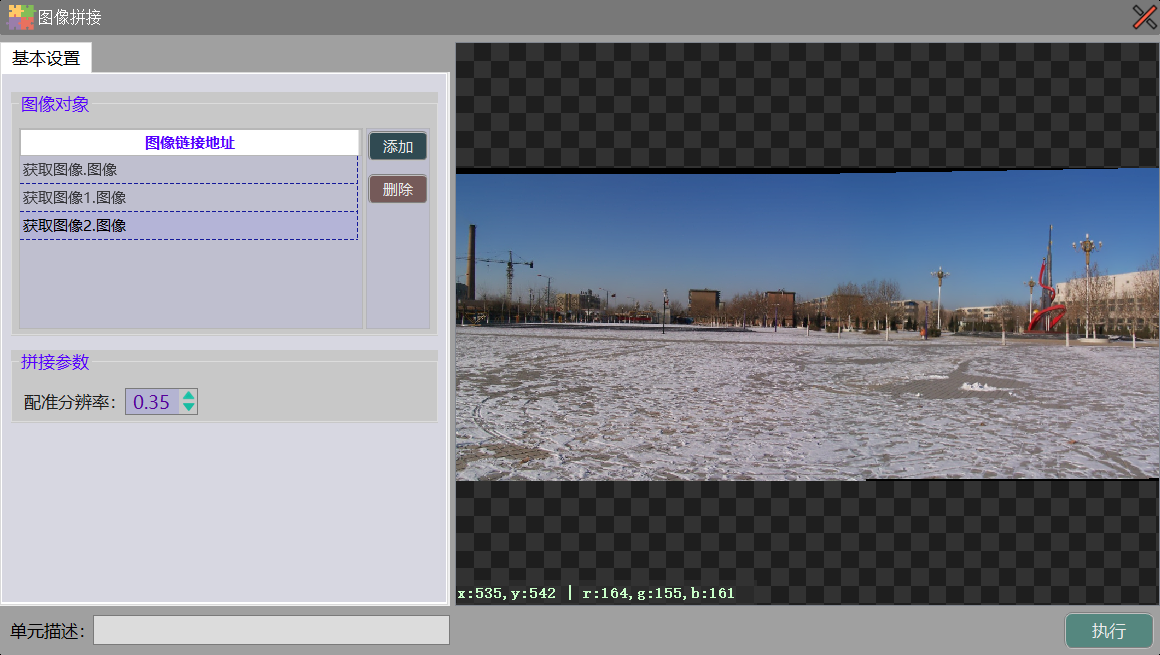 图像拼接
基本设置
图像对象
图像链接地址
获取图像.图像
获取图像1.图像
获取图像2.图像
添加
删除
拼接参数
配准分辨率：
0.35
x:535,y:542 | r:164,g:155,b:161
单元描述：
执行